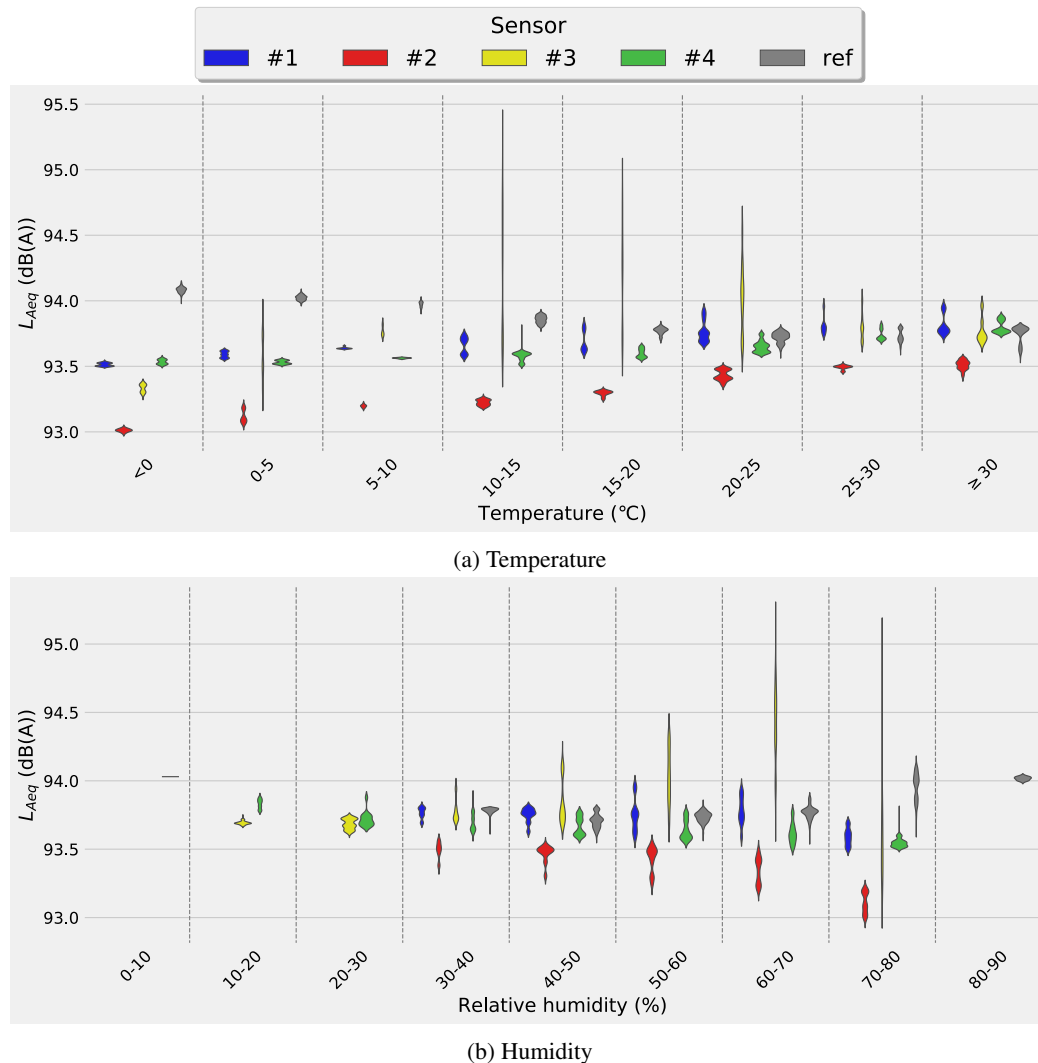 Sensor
#1 #2 #3 #4 ref
95.5
95.0
94.5
94.0
93.5
93.0
L_Aeq (dB(A))
<0 0-5 5-10 10-15 15-20 20-25 25-30 ≥ 30
Temperature (℃)
(a) Temperature
95.0
94.5
94.0
93.5
93.0
L_Aeq (dB(A))
0-10 10-20 20-30 30-40 40-50 50-60 60-70 70-80 80-90
Relative humidity (%)
(b) Humidity